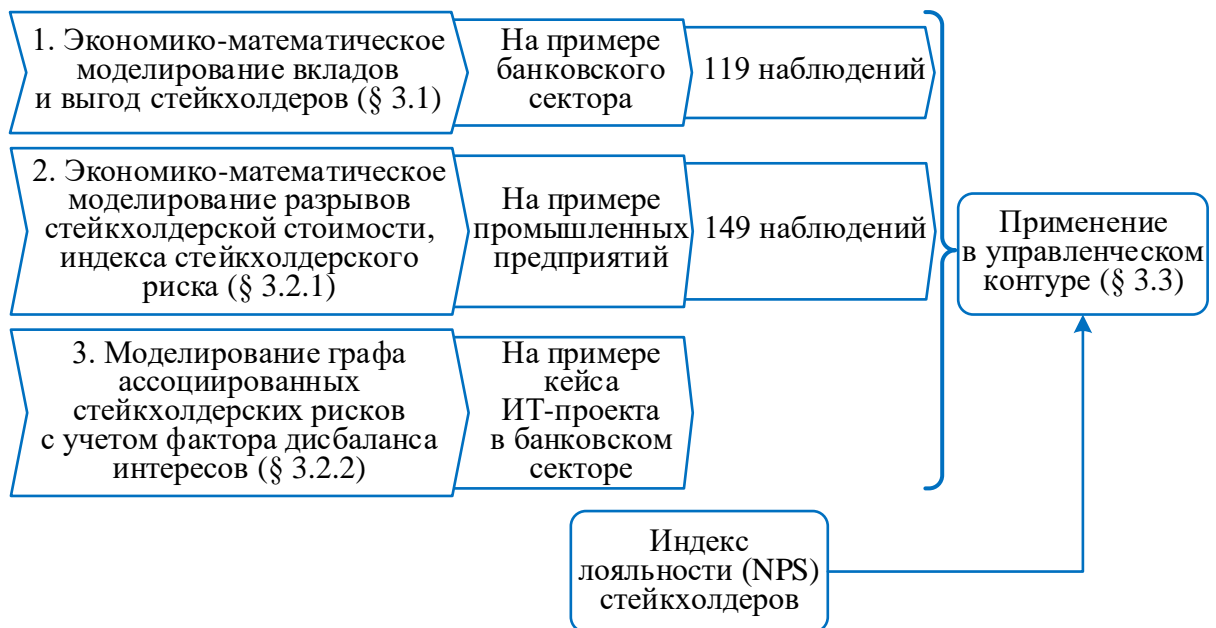 1. Экономико-математическое
моделирование вкладов
и выгод стейкхолдеров (§ 3.1)
На примере
банковского
сектора
119 наблюдений
2. Экономико-математическое
моделирование разрывов
стейкхолдерской стоимости,
индекса стейкхолдерского
риска (§ 3.2.1)
На примере
промышленных
предприятий
149 наблюдений
3. Моделирование графа
ассоциированных
стейкхолдерских рисков
с учетом фактора дисбаланса
интересов (§ 3.2.2)
На примере
кейса
ИТ-проекта
в банковском
секторе
Применение
в управленческом
контуре (§ 3.3)
Индекс
лояльности (NPS)
стейкхолдеров